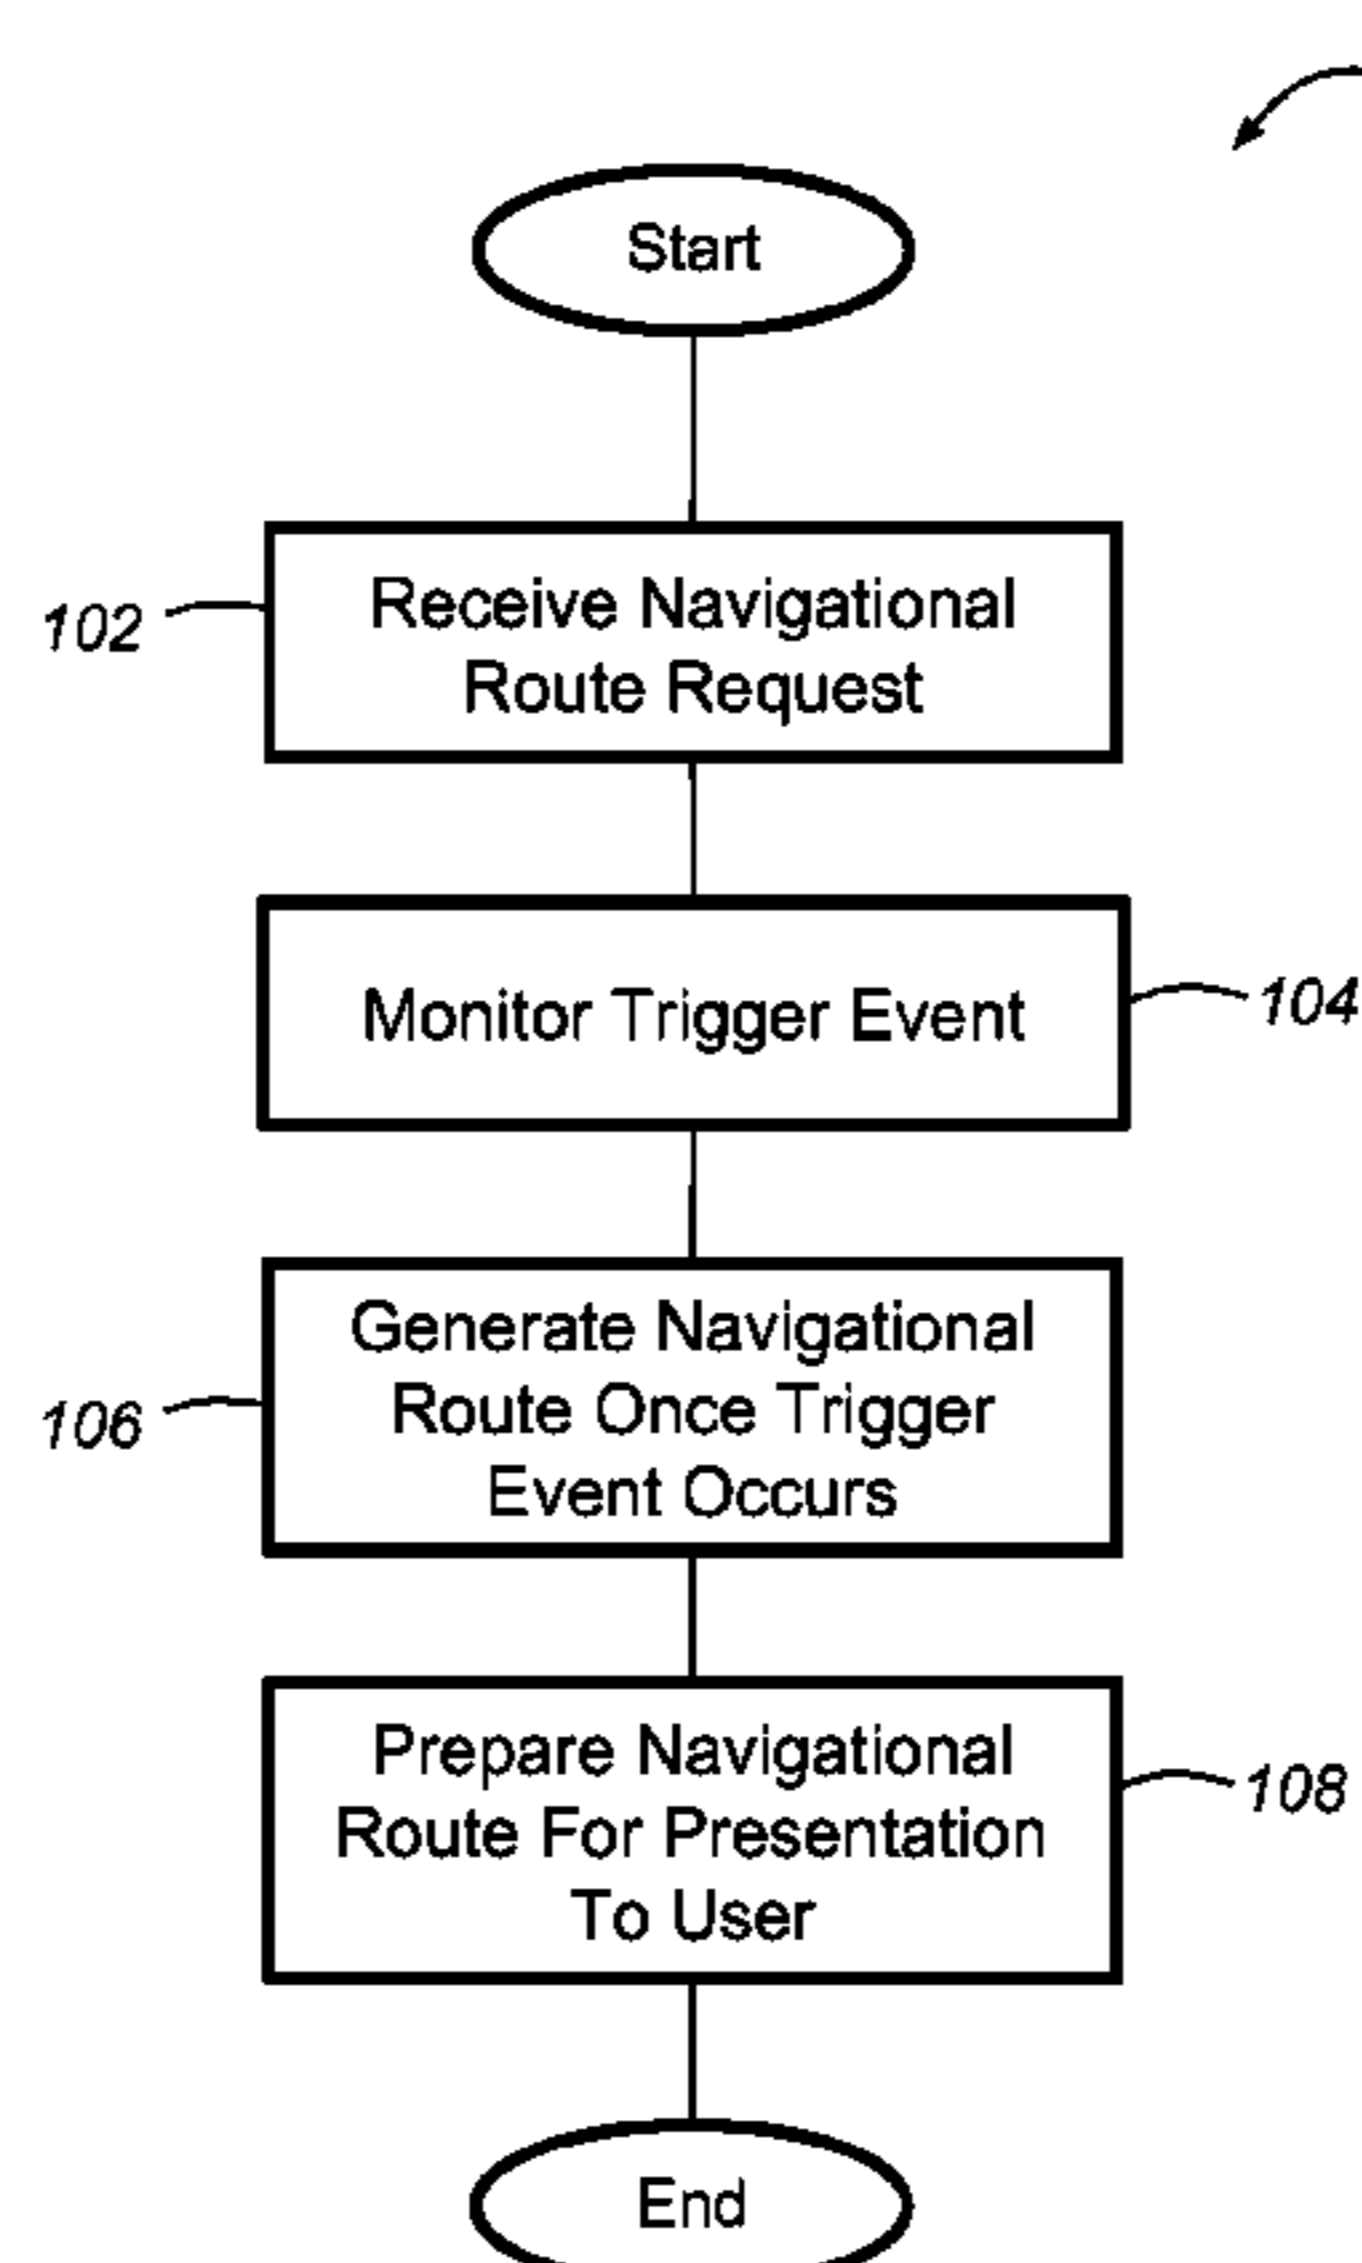 Start
102
Receive Navigational
Route Request
Monitor Trigger Event
104
Generate Navigational
Route Once Trigger
Event Occurs
106
Prepare Navigational
Route For Presentation
To User
108
End